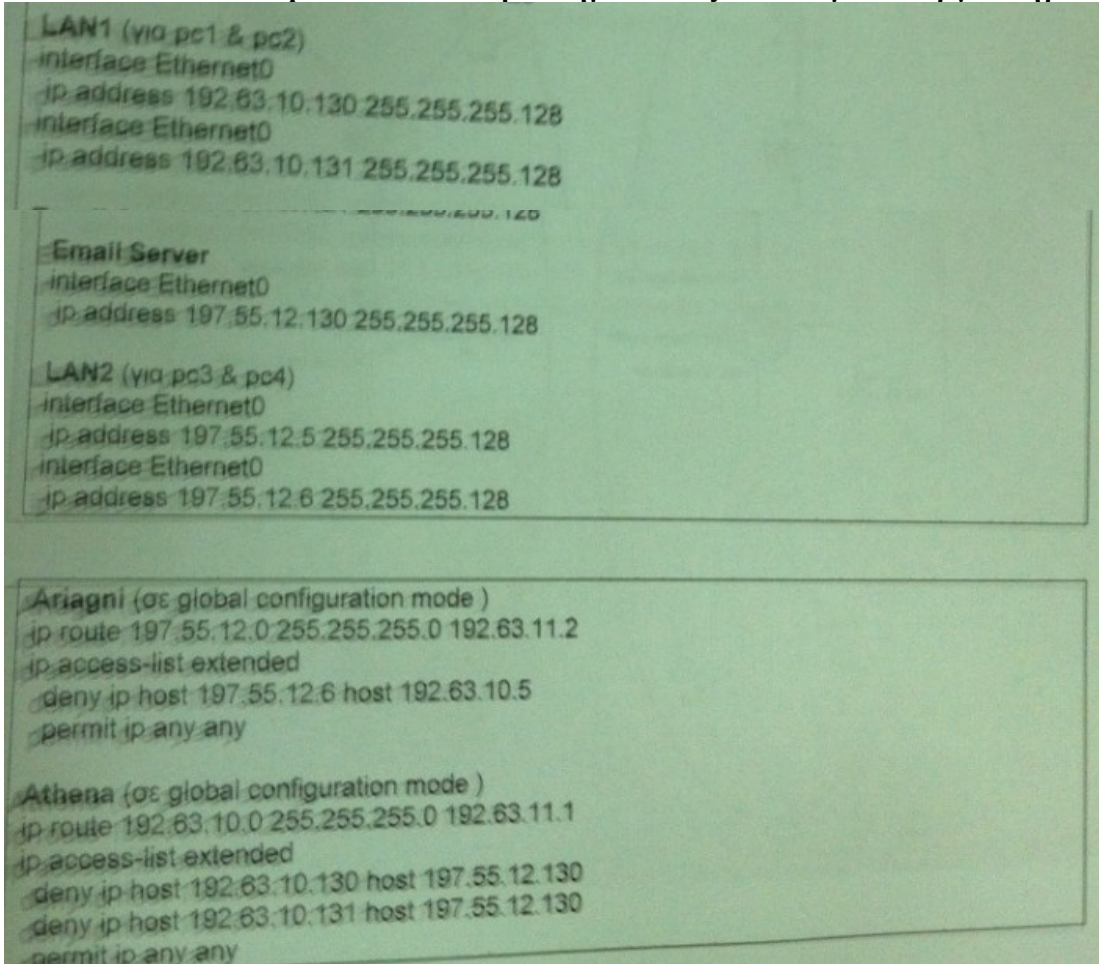 LAN1 (για pc1 & pc2)
interface Ethernet0
ip address 192.63.10.130 255.255.255.128
interface Ethernet0
ip address 192.63.10.131 255.255.255.128
Email Server
interface Ethernet0
ip address 197.55.12.130 255.255.255.128
LAN2 (για pc3 & pc4)
interface Ethernet0
ip address 197.55.12.5 255.255.255.128
interface Ethernet0
ip address 197.55.12.6 255.255.255.128
Ariagni (σε global configuration mode )
ip route 197.55.12.0 255.255.255.0 192.63.11.2
ip access-list extended
deny ip host 197.55.12.6 host 192.63.10.5
permit ip any any
Athena (σε global configuration mode )
ip route 192.63.10.0 255.255.255.0 192.63.11.1
ip access-list extended
deny ip host 192.63.10.130 host 197.55.12.130
deny ip host 192.63.10.131 host 197.55.12.130
permit ip any any